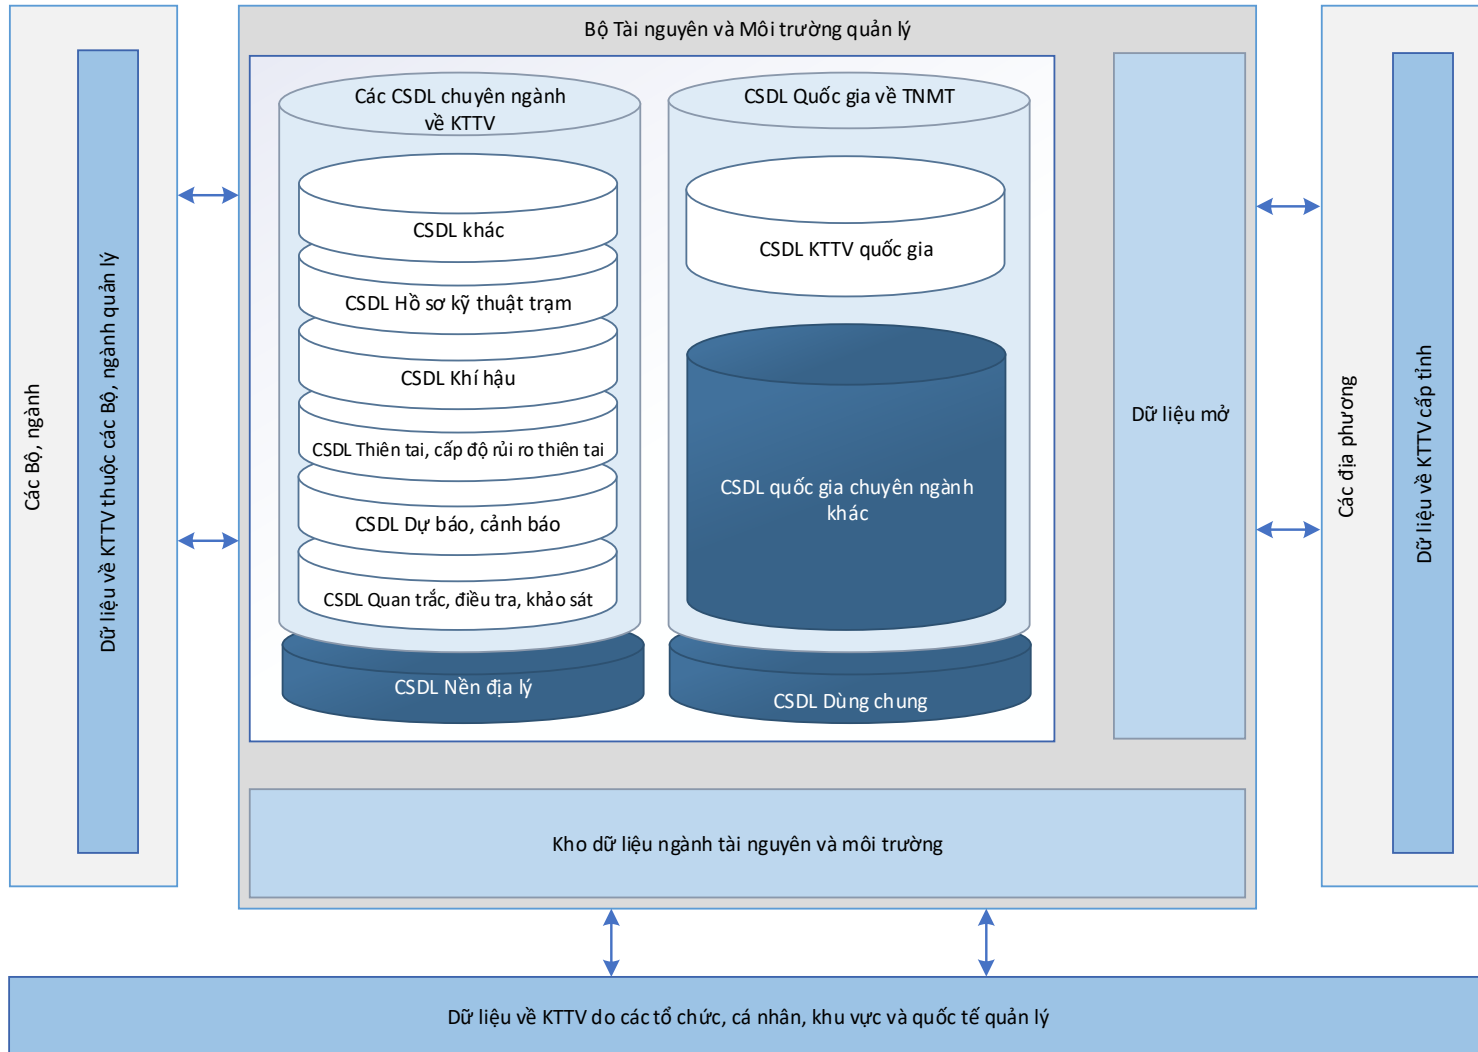 Bộ Tài nguyên và Môi trường quản lý
Các Bộ, ngành
Dữ liệu về KTTV thuộc các Bộ, ngành quản lý
Các CSDL chuyên ngành
về KTTV
CSDL khác
CSDL Hồ sơ kỹ thuật trạm
CSDL Khí hậu
CSDL Thiên tai, cấp độ rủi ro thiên tai
CSDL Dự báo, cảnh báo
CSDL Quan trắc, điều tra, khảo sát
CSDL Nền địa lý
CSDL Quốc gia về TNMT
CSDL KTTV quốc gia
CSDL quốc gia chuyên ngành
khác
CSDL Dùng chung
Dữ liệu mở
Các địa phương
Dữ liệu về KTTV cấp tỉnh
Kho dữ liệu ngành tài nguyên và môi trường
Dữ liệu về KTTV do các tổ chức, cá nhân, khu vực và quốc tế quản lý